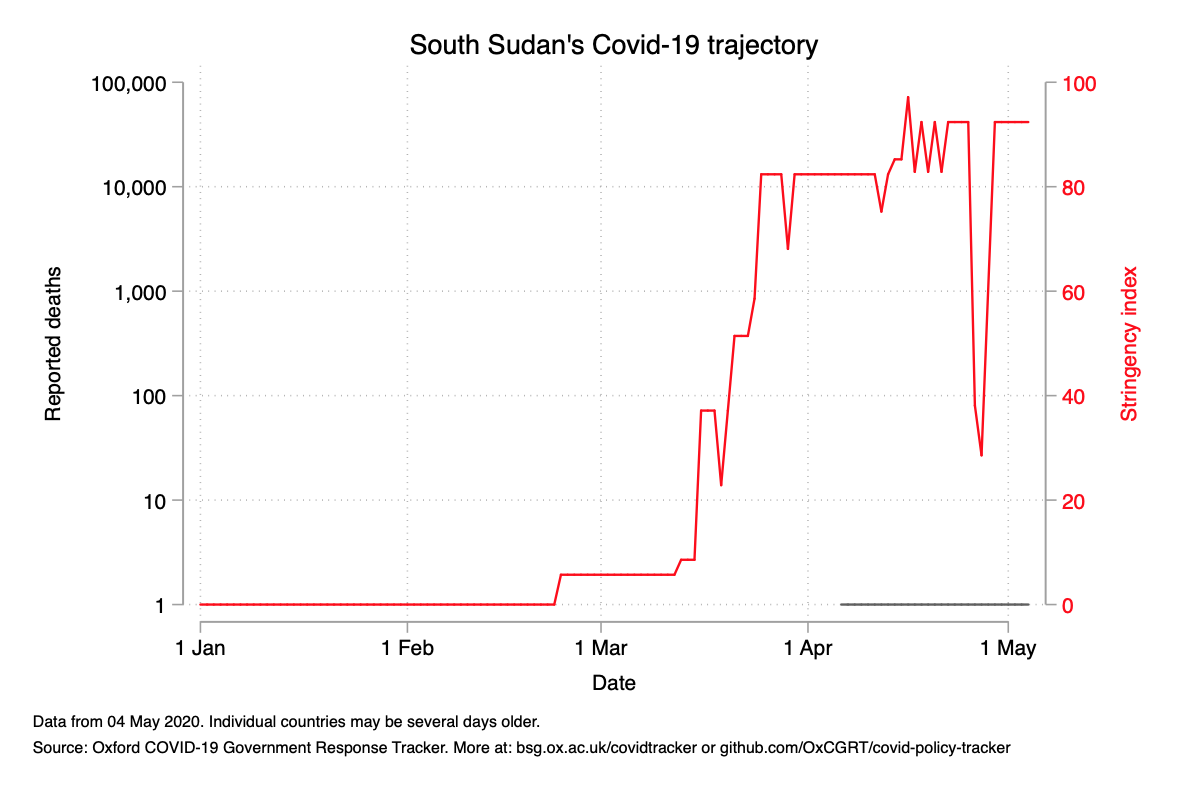 South Sudan's Covid-19 trajectory
100,000
10,000
1,000
100
10
1
Reported deaths
100
80
60
40
20
0
Stringency index
1 Jan
1 Feb
1 Mar
1 Apr
1 May
Date
Data from 04 May 2020. Individual countries may be several days older.
Source: Oxford COVID-19 Government Response Tracker. More at: bsg.ox.ac.uk/covidtracker or github.com/OxCGRT/covid-policy-tracker